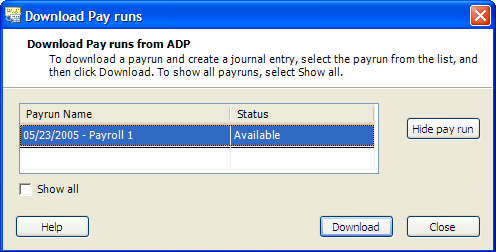 Download Pay runs
Download Pay runs from ADP
To download a payrun and create a journal entry, select the payrun from the list, and
then click Download. To show all payruns, select Show all.
Payrun Name Status
05/23/2005 - Payroll 1 Available
Hide pay run
Show all
Help Download Close